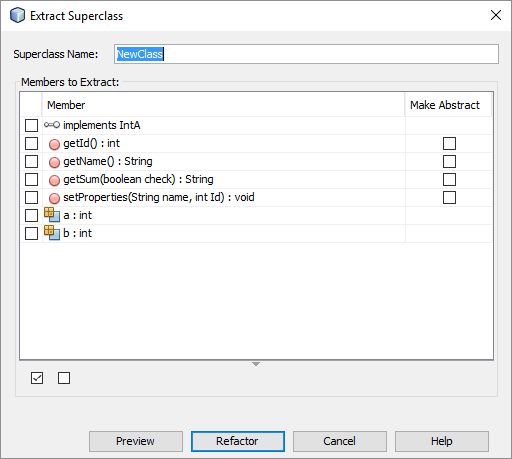 Extract Superclass
Superclass Name: NewClass
Members to Extract:
Member Make Abstract
implements IntA
getId() : int
getName() : String
getSum(boolean check) : String
setProperties(String name, int Id) : void
a : int
b : int
Preview Refactor Cancel Help